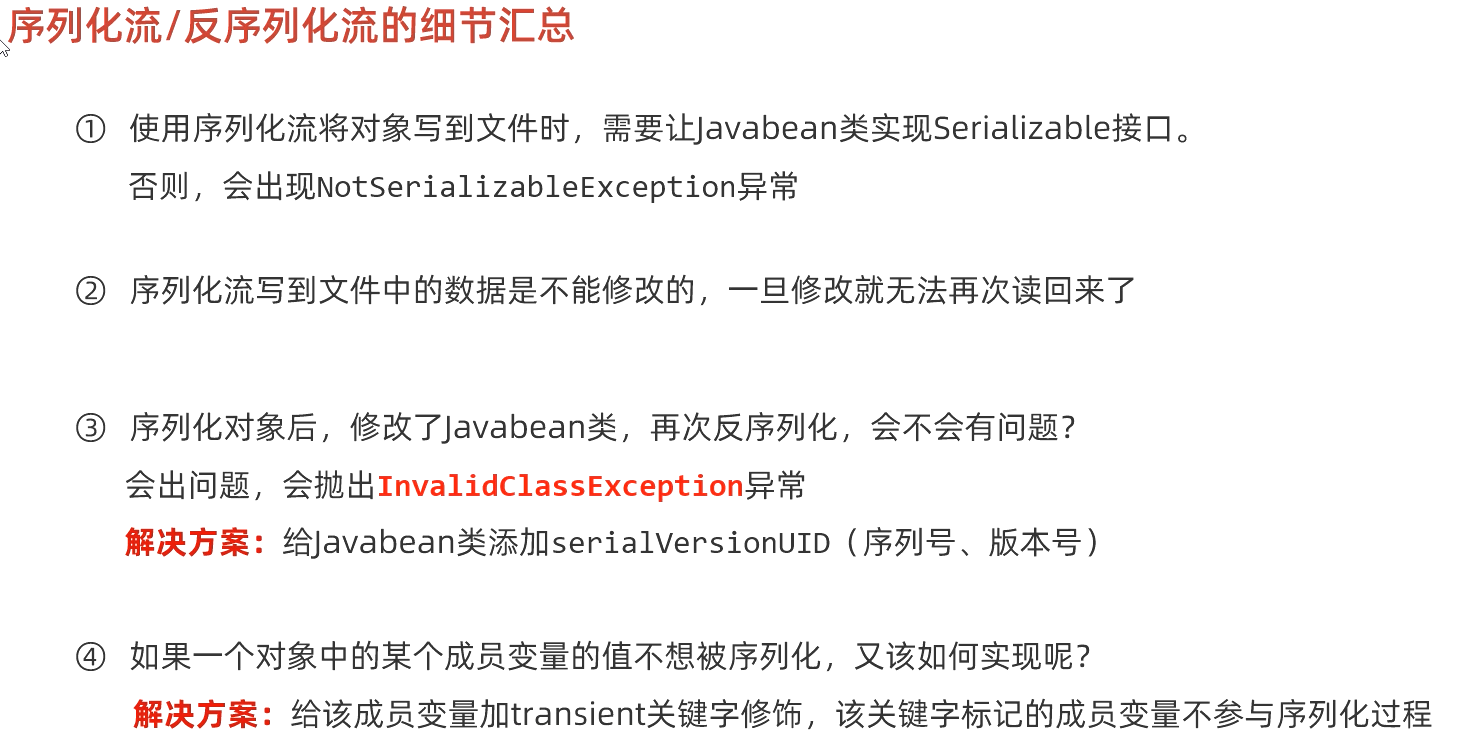 序列化流/反序列化流的细节汇总
① 使用序列化流将对象写到文件时，需要让Javabean类实现Serializable接口。
否则，会出现NotSerializableException异常
② 序列化流写到文件中的数据是不能修改的，一旦修改就无法再次读回来了
③ 序列化对象后，修改了Javabean类，再次反序列化，会不会有问题？
会出问题，会抛出InvalidClassException异常
解决方案：给Javabean类添加serialVersionUID（序列号、版本号）
④ 如果一个对象中的某个成员变量的值不想被序列化，又该如何实现呢？
解决方案：给该成员变量加transient关键字修饰，该关键字标记的成员变量不参与序列化过程